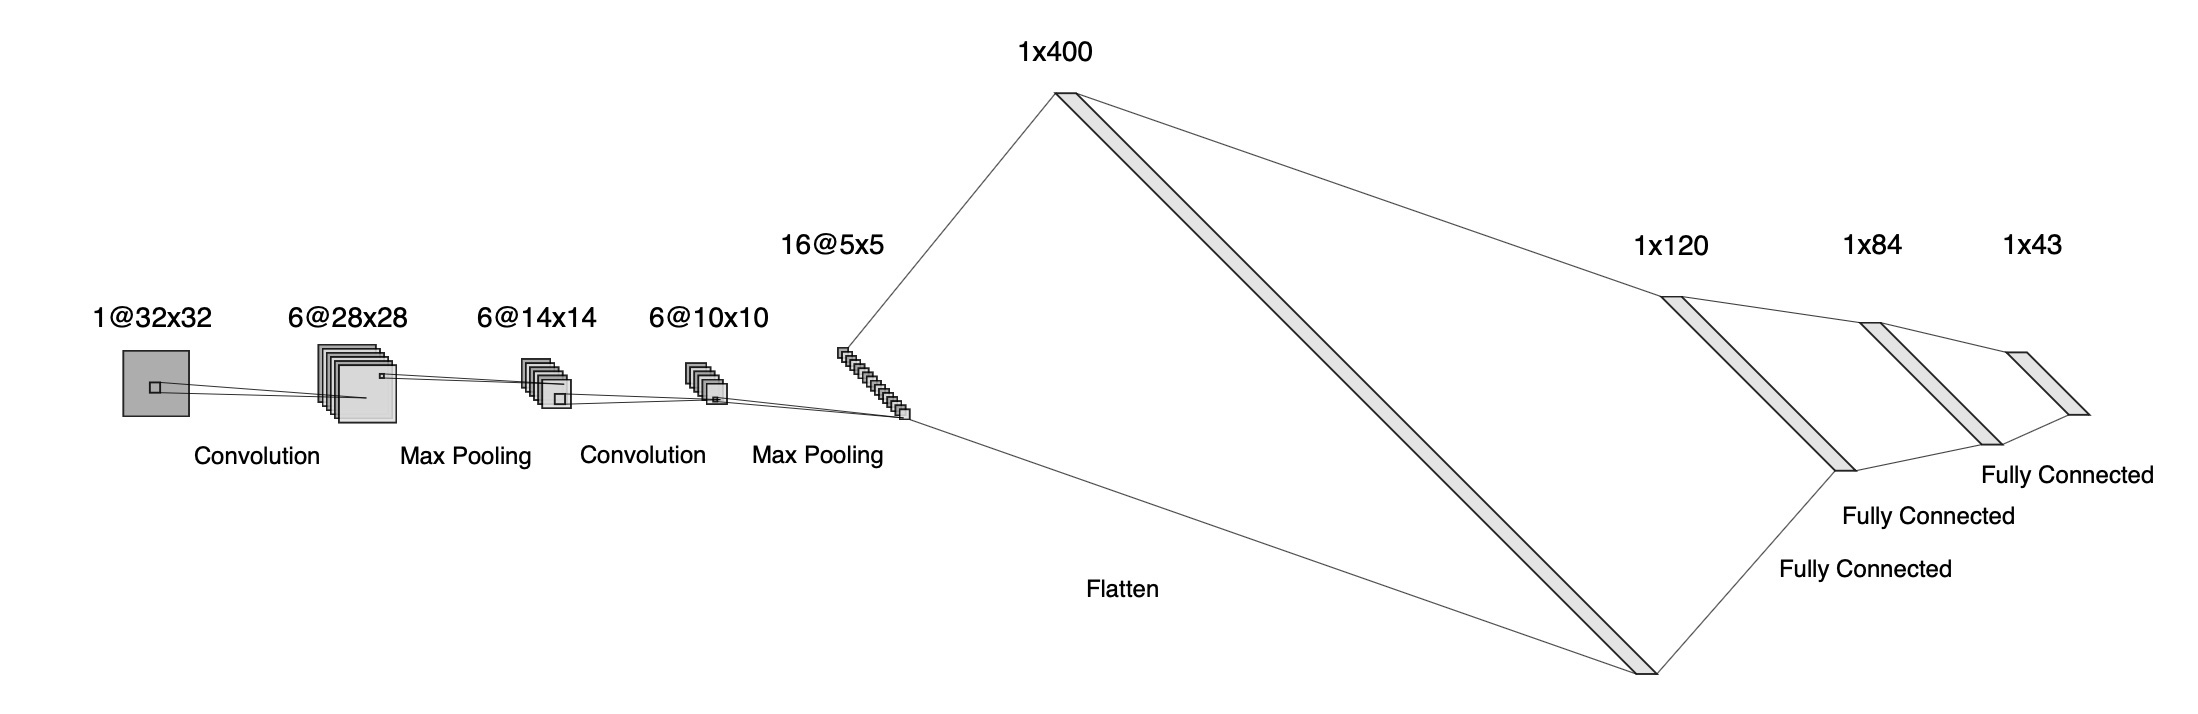 1x400
16@5x5
1x120
1x84
1x43
1@32x32
6@28x28
6@14x14
6@10x10
Convolution
Max Pooling
Convolution
Max Pooling
Fully Connected
Fully Connected
Fully Connected
Flatten